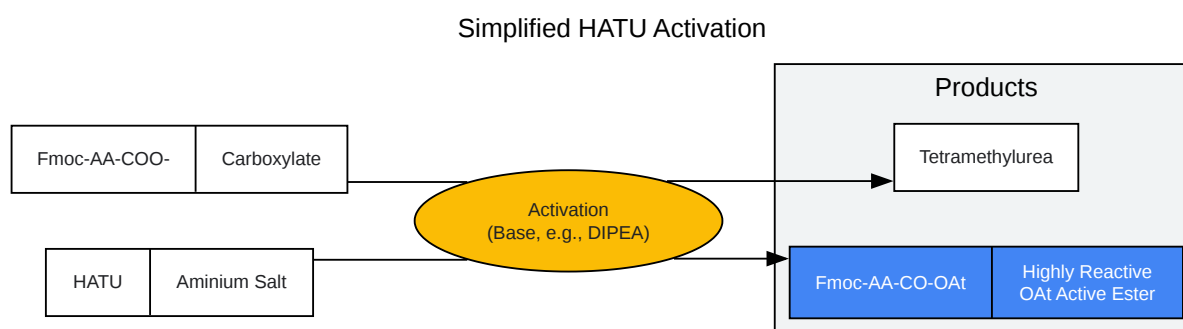 Simplified HATU Activation
Products
Fmoc-AA-COO-
Carboxylate
Tetramethylurea
Activation
(Base, e.g., DIPEA)
HATU
Aminium Salt
Fmoc-AA-CO-OAt
Highly Reactive
OAt Active Ester